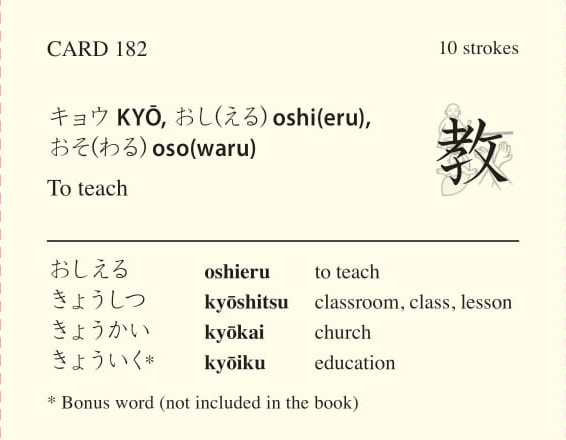 CARD 182 10 strokes
キョウ KYŌ, おし(える) oshi(eru),
おそ(わる) oso(waru)
教
To teach
おしえる oshieru to teach
きょうしつ kyōshitsu classroom, class, lesson
きょうかい kyōkai church
きょういく* kyōiku education
* Bonus word (not included in the book)